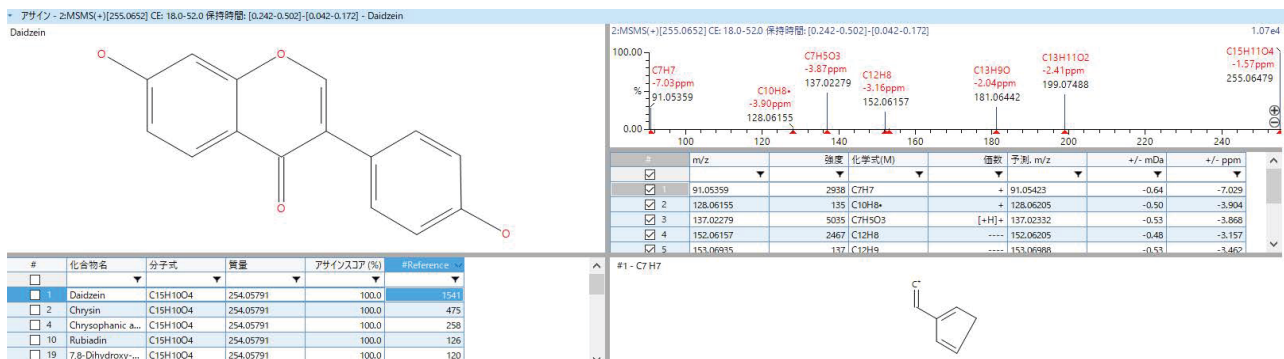 アサイン - 2:MSMS(+)[255.0652] CE: 18.0-52.0 保持時間: [0.242-0.502]-[0.042-0.172] - Daidzein
Daidzein
O
O
O
O
2:MSMS(+)[255.0652] CE: 18.0-52.0 保持時間: [0.242-0.502]-[0.042-0.172]
1.07e4
100.00
%
0.00
C7H7
-7.03ppm
91.05359
C10H8•
-3.90ppm
128.06155
C7H5O3
-3.87ppm
137.02279
C12H8
-3.16ppm
152.06157
C13H9O
-2.04ppm
181.06442
C13H11O2
-2.41ppm
199.07488
C15H11O4
-1.57ppm
255.06479
100 120 140 160 180 200 220 240
# m/z 強度 化学式(M) 価数 予測. m/z +/- mDa +/- ppm
1 91.05359 2938 C7H7 + 91.05423 -0.64 -7.029
2 128.06155 135 C10H8• + 128.06205 -0.50 -3.904
3 137.02279 5035 C7H5O3 [+H]+ 137.02332 -0.53 -3.868
4 152.06157 2467 C12H8 ---- 152.06205 -0.48 -3.157
5 153.06935 137 C12H9 ---- 153.06988 -0.53 -3.462
# 化合物名 分子式 質量 アサインスコア (%) #Reference
1 Daidzein C15H10O4 254.05791 100.0 1541
2 Chrysin C15H10O4 254.05791 100.0 475
4 Chrysophanic a... C15H10O4 254.05791 100.0 258
10 Rubiadin C15H10O4 254.05791 100.0 126
19 7,8-Dihydroxy-... C15H10O4 254.05791 100.0 120
#1 - C7 H7
C⁺